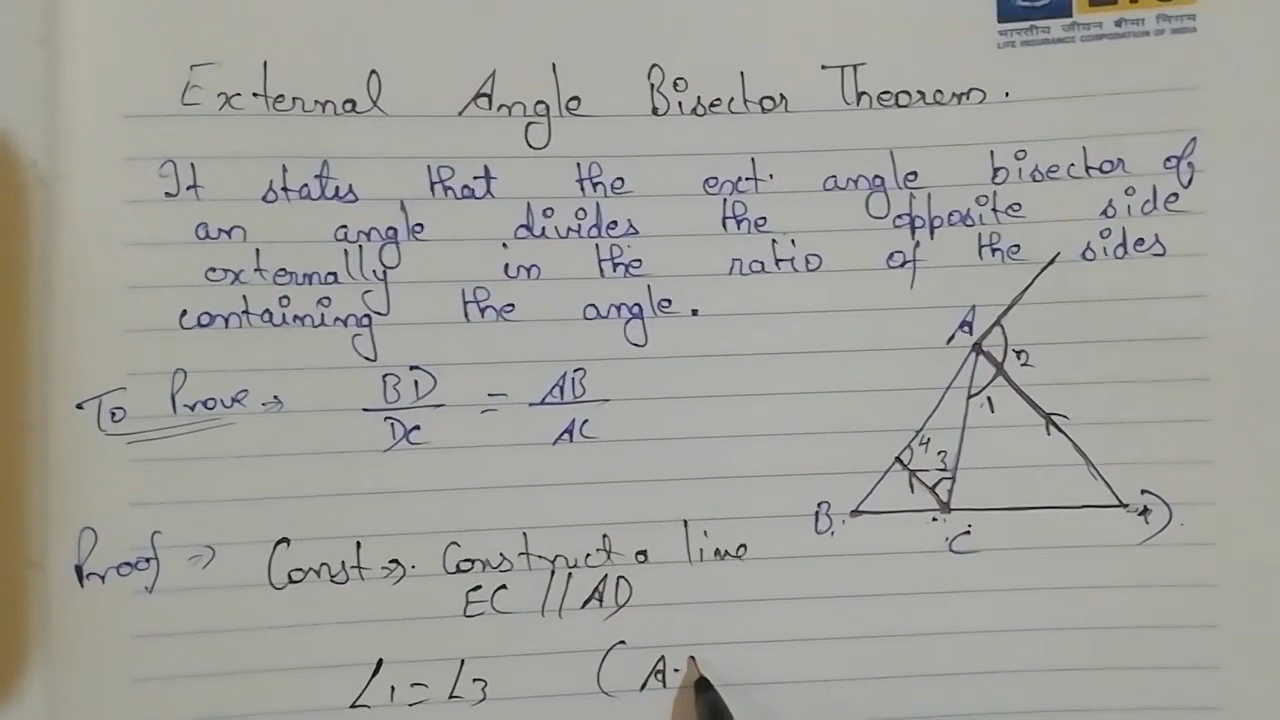 भारतीय जीवन बीमा निगम
LIFE INSURANCE CORPORATION OF INDIA
External Angle Bisector Theorem.
It states that the ext. angle bisector of
an angle divides the opposite side
externally in the ratio of the sides
containing the angle.
To Prove → BD/DC = AB/AC
A
2
1
4
3
B
C
D
Proof ⇒ Const ⇒. Construct a line
EC // AD
∠1 = ∠3 (A.